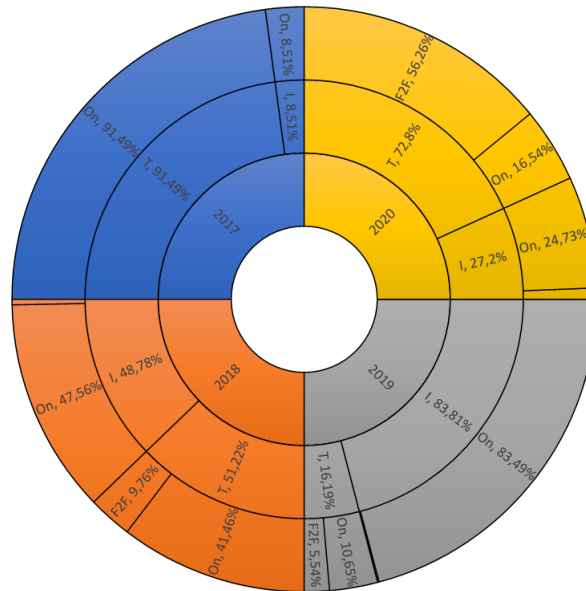 2020
T, 72,8%
F2F, 56,26%
On, 16,54%
I, 27,2%
On, 24,73%
2019
I, 83,81%
On, 83,49%
T, 16,19%
On, 10,65%
F2F, 5,54%
2018
T, 51,22%
On, 41,46%
F2F, 9,76%
I, 48,78%
On, 47,56%
2017
T, 91,49%
On, 91,49%
I, 8,51%
On, 8,51%